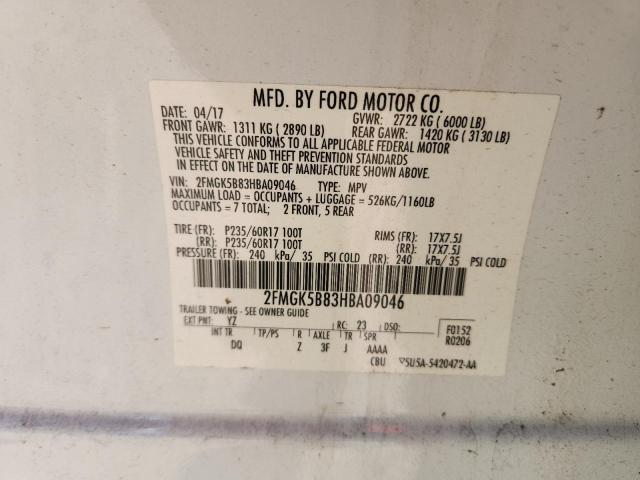 MFD. BY FORD MOTOR CO.
DATE: 04/17 GVWR: 2722 KG ( 6000 LB)
FRONT GAWR: 1311 KG ( 2890 LB) REAR GAWR: 1420 KG ( 3130 LB)
THIS VEHICLE CONFORMS TO ALL APPLICABLE FEDERAL MOTOR
VEHICLE SAFETY AND THEFT PREVENTION STANDARDS
IN EFFECT ON THE DATE OF MANUFACTURE SHOWN ABOVE.
VIN: 2FMGK5B83HBA09046 TYPE: MPV
MAXIMUM LOAD = OCCUPANTS + LUGGAGE = 526KG/1160LB
OCCUPANTS = 7 TOTAL; 2 FRONT, 5 REAR
TIRE (FR): P235/60R17 100T RIMS (FR): 17X7.5J
(RR): P235/60R17 100T (RR): 17X7.5J
PRESSURE (FR): 240 kPa/ 35 PSI COLD (RR): 240 kPa/ 35 PSI COLD
2FMGK5B83HBA09046
TRAILER TOWING - SEE OWNER GUIDE
EXT PNT: YZ RC: 23 DSO: F0152
INT TR TP/PS R AXLE TR SPR R0206
DQ Z 3F J AAAA
CBU 5U5A-5420472-AA